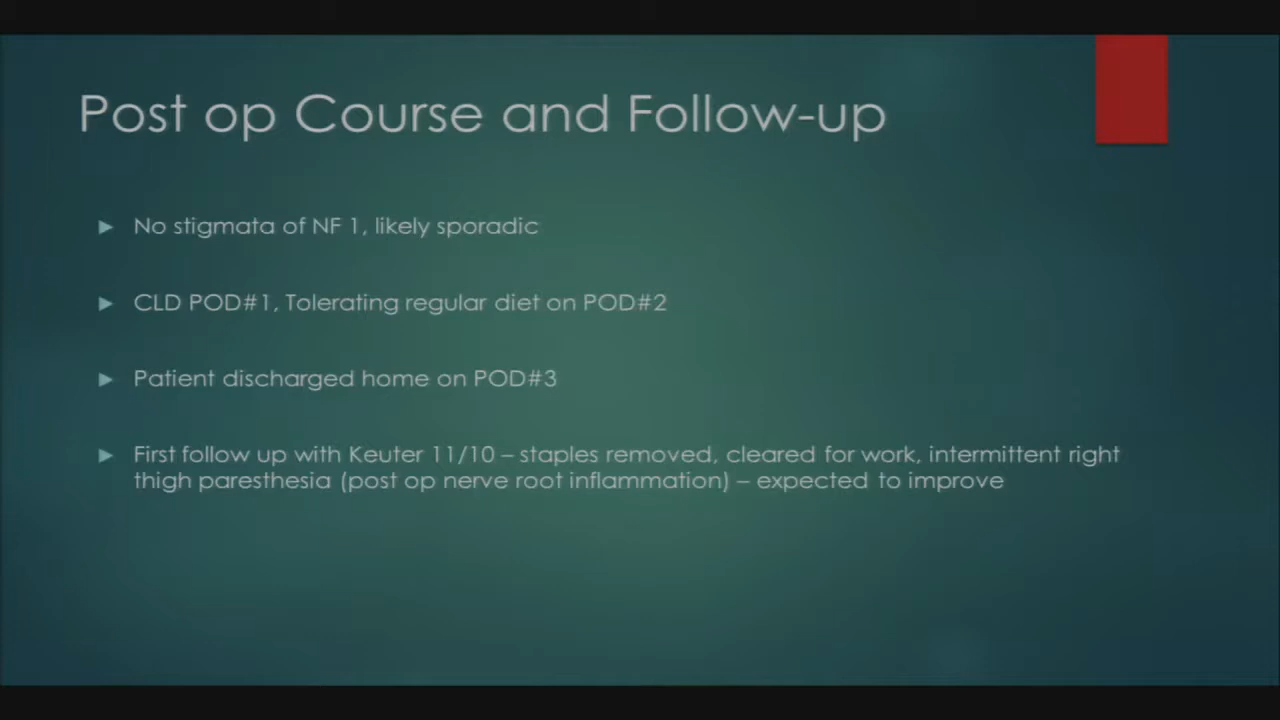 Post op Course and Follow-up
No stigmata of NF 1, likely sporadic
CLD POD#1, Tolerating regular diet on POD#2
Patient discharged home on POD#3
First follow up with Keuter 11/10 – staples removed, cleared for work, intermittent right
thigh paresthesia (post op nerve root inflammation) – expected to improve